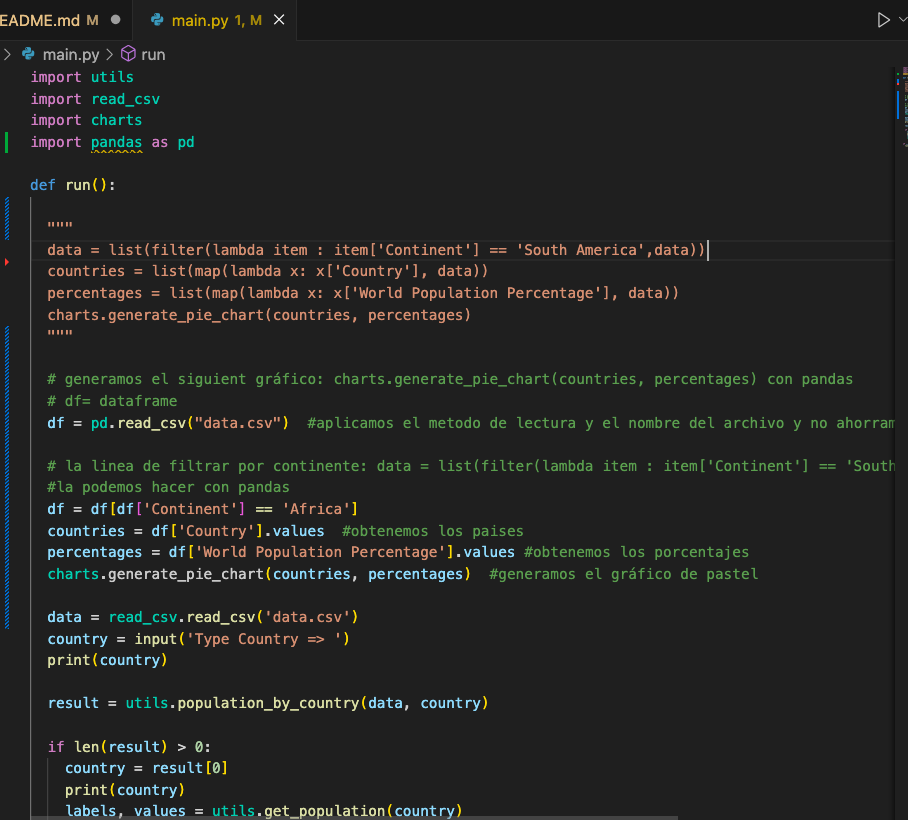 EADME.md M
main.py 1, M
main.py > run
import utils
import read_csv
import charts
import pandas as pd
def run():
"""
data = list(filter(lambda item : item['Continent'] == 'South America',data))
countries = list(map(lambda x: x['Country'], data))
percentages = list(map(lambda x: x['World Population Percentage'], data))
charts.generate_pie_chart(countries, percentages)
"""
# generamos el siguient gráfico: charts.generate_pie_chart(countries, percentages) con pandas
# df= dataframe
df = pd.read_csv("data.csv")  #aplicamos el metodo de lectura y el nombre del archivo y no ahorram
# la linea de filtrar por continente: data = list(filter(lambda item : item['Continent'] == 'South
#la podemos hacer con pandas
df = df[df['Continent'] == 'Africa']
countries = df['Country'].values  #obtenemos los paises
percentages = df['World Population Percentage'].values #obtenemos los porcentajes
charts.generate_pie_chart(countries, percentages)  #generamos el gráfico de pastel
data = read_csv.read_csv('data.csv')
country = input('Type Country => ')
print(country)
result = utils.population_by_country(data, country)
if len(result) > 0:
country = result[0]
print(country)
labels, values = utils.get_population(country)